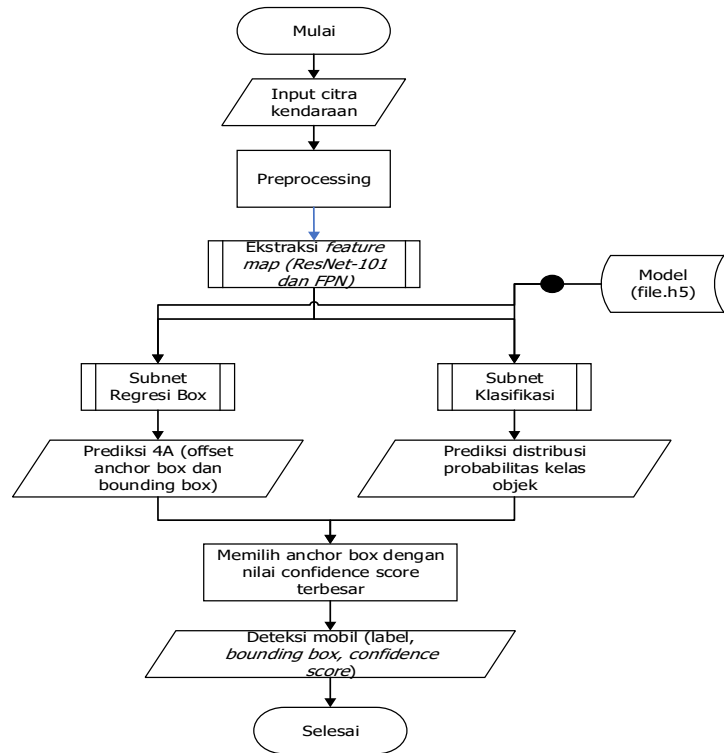 Mulai
Input citra
kendaraan
Preprocessing
Ekstraksi feature
map (ResNet-101
dan FPN)
Model
(file.h5)
Subnet
Regresi Box
Subnet
Klasifikasi
Prediksi 4A (offset
anchor box dan
bounding box)
Prediksi distribusi
probabilitas kelas
objek
Memilih anchor box dengan
nilai confidence score
terbesar
Deteksi mobil (label,
bounding box, confidence
score)
Selesai